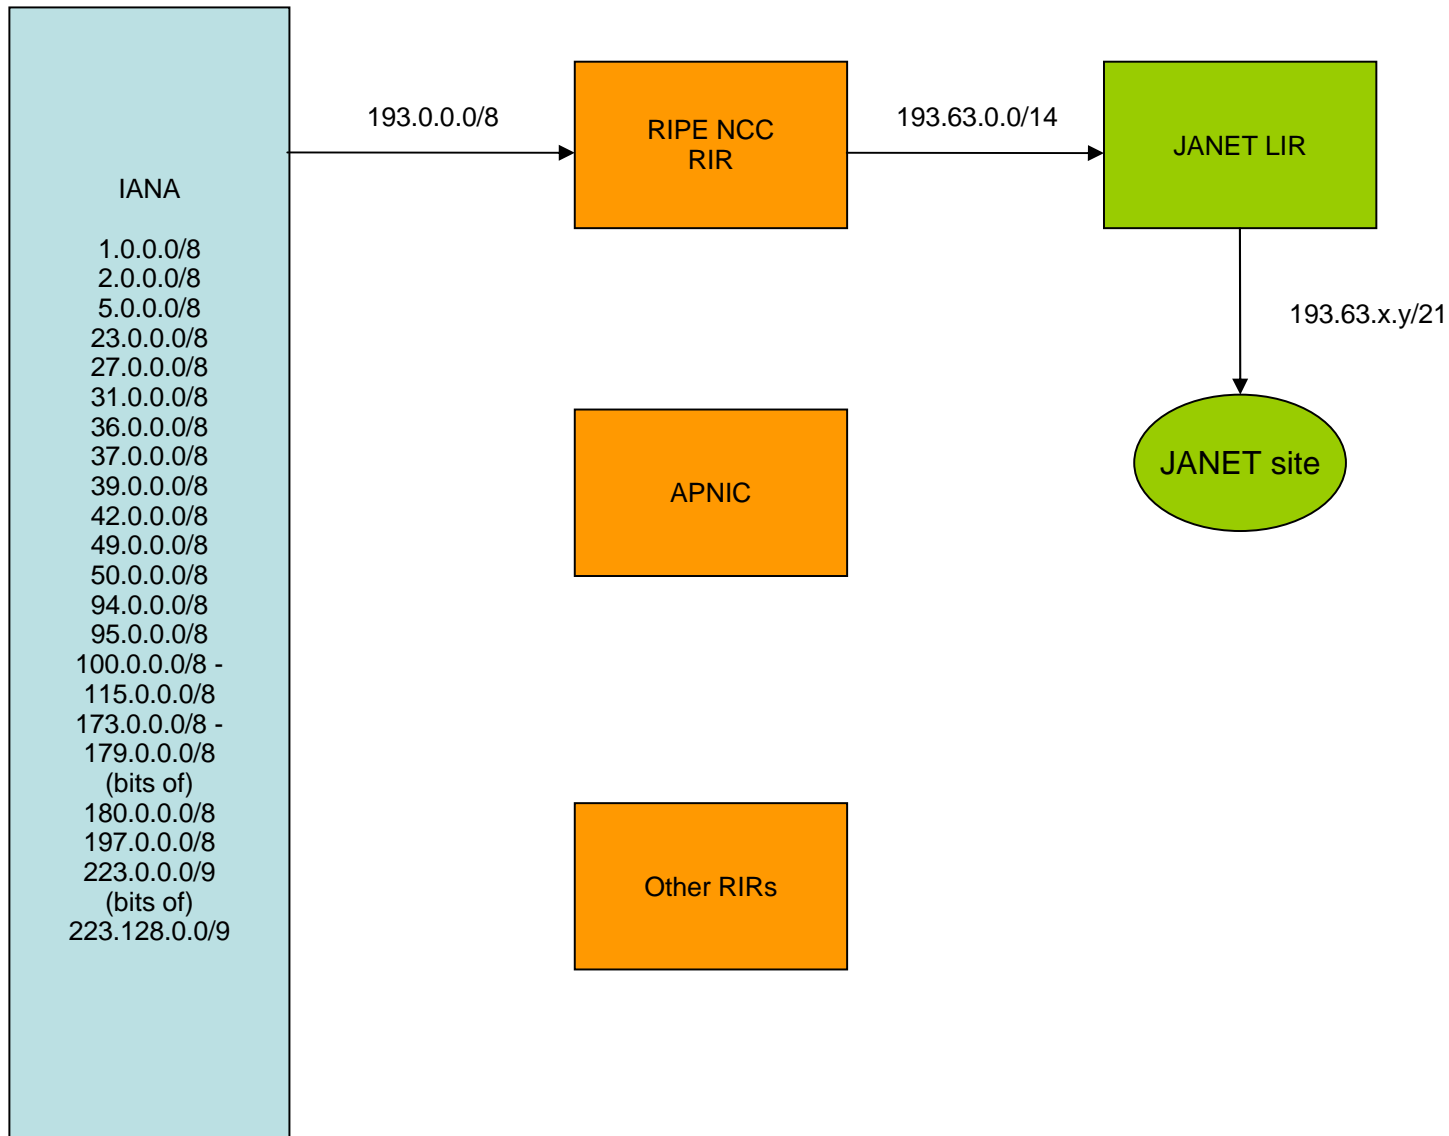 IANA
1.0.0.0/8
2.0.0.0/8
5.0.0.0/8
23.0.0.0/8
27.0.0.0/8
31.0.0.0/8
36.0.0.0/8
37.0.0.0/8
39.0.0.0/8
42.0.0.0/8
49.0.0.0/8
50.0.0.0/8
94.0.0.0/8
95.0.0.0/8
100.0.0.0/8 -
115.0.0.0/8
173.0.0.0/8 -
179.0.0.0/8
(bits of)
180.0.0.0/8
197.0.0.0/8
223.0.0.0/9
(bits of)
223.128.0.0/9
193.0.0.0/8
RIPE NCC
RIR
193.63.0.0/14
JANET LIR
193.63.x.y/21
JANET site
APNIC
Other RIRs